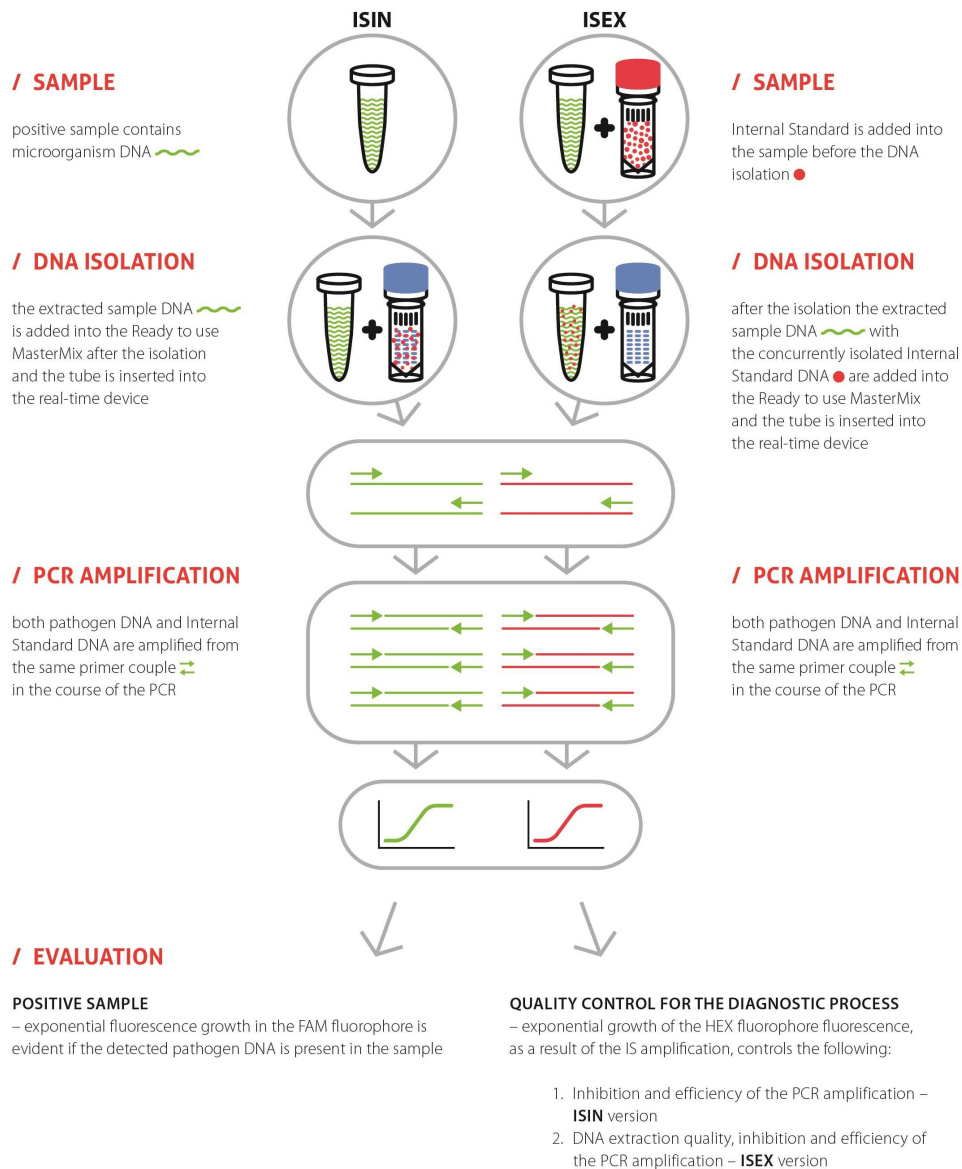 ISIN
ISEX
/ SAMPLE
positive sample contains
microorganism DNA
/ SAMPLE
Internal Standard is added into
the sample before the DNA
isolation
/ DNA ISOLATION
the extracted sample DNA
is added into the Ready to use
MasterMix after the isolation
and the tube is inserted into
the real-time device
/ DNA ISOLATION
after the isolation the extracted
sample DNA with
the concurrently isolated Internal
Standard DNA are added into
the Ready to use MasterMix
and the tube is inserted into
the real-time device
/ PCR AMPLIFICATION
both pathogen DNA and Internal
Standard DNA are amplified from
the same primer couple
in the course of the PCR
/ PCR AMPLIFICATION
both pathogen DNA and Internal
Standard DNA are amplified from
the same primer couple
in the course of the PCR
/ EVALUATION
POSITIVE SAMPLE
– exponential fluorescence growth in the FAM fluorophore is
evident if the detected pathogen DNA is present in the sample
QUALITY CONTROL FOR THE DIAGNOSTIC PROCESS
– exponential growth of the HEX fluorophore fluorescence,
as a result of the IS amplification, controls the following:
1. Inhibition and efficiency of the PCR amplification –
ISIN version
2. DNA extraction quality, inhibition and efficiency of
the PCR amplification – ISEX version